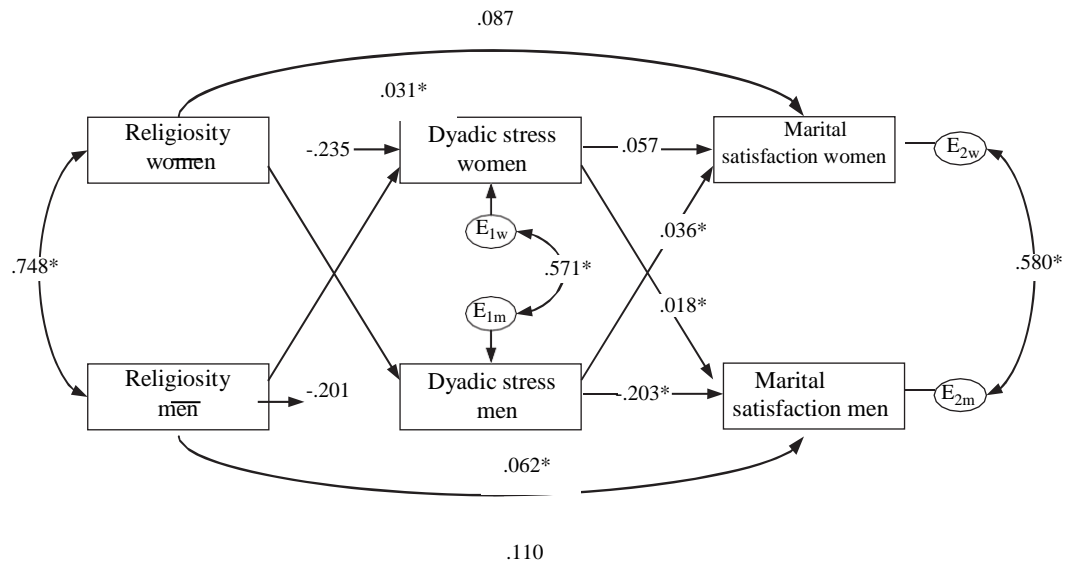 .087
.031*
Religiosity
women
-.235
Dyadic stress
women
.057
Marital
satisfaction women
E2w
E1w
.036*
.748*
.571*
.580*
E1m
.018*
Religiosity
men
-.201
Dyadic stress
men
-.203*
Marital
satisfaction men
E2m
.062*
.110